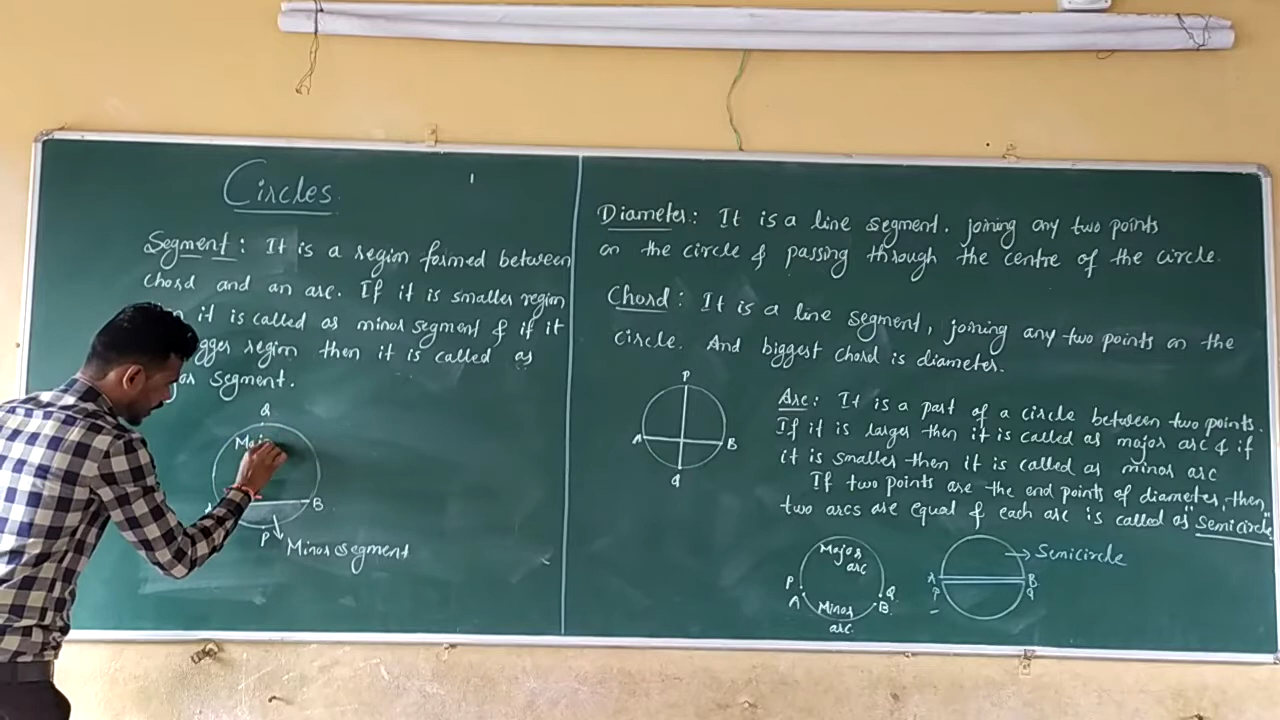 Circles.
Segment: It is a region formed between
chord and an arc. If it is smaller region
it is called as minor segment & if it
region then it is called as
segment.
Q
B
P
Minor segment
Diameter: It is a line segment. joining any two points
on the circle & passing through the centre of the circle.
Chord: It is a line segment, joining any two points on the
circle. And biggest chord is diameter.
P
A
B
Q
Arc: It is a part of a circle between two points.
If it is larger then it is called as major arc & if
it is smaller then it is called as minor arc
If two points are the end points of diameter, then
two arcs are equal & each arc is called as "semicircle"
Major
arc
P
A
Q
B.
Minor
arc.
Semicircle
A
P
B
Q